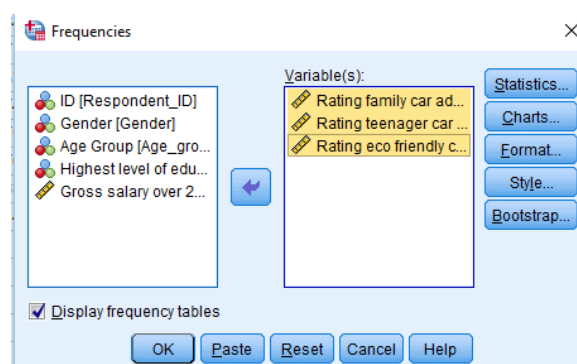 Frequencies
Variable(s):
ID [Respondent_ID]
Gender [Gender]
Age Group [Age_gro...
Highest level of edu...
Gross salary over 2...
Rating family car ad...
Rating teenager car ...
Rating eco friendly c...
Statistics...
Charts...
Format...
Style...
Bootstrap...
Display frequency tables
OK Paste Reset Cancel Help